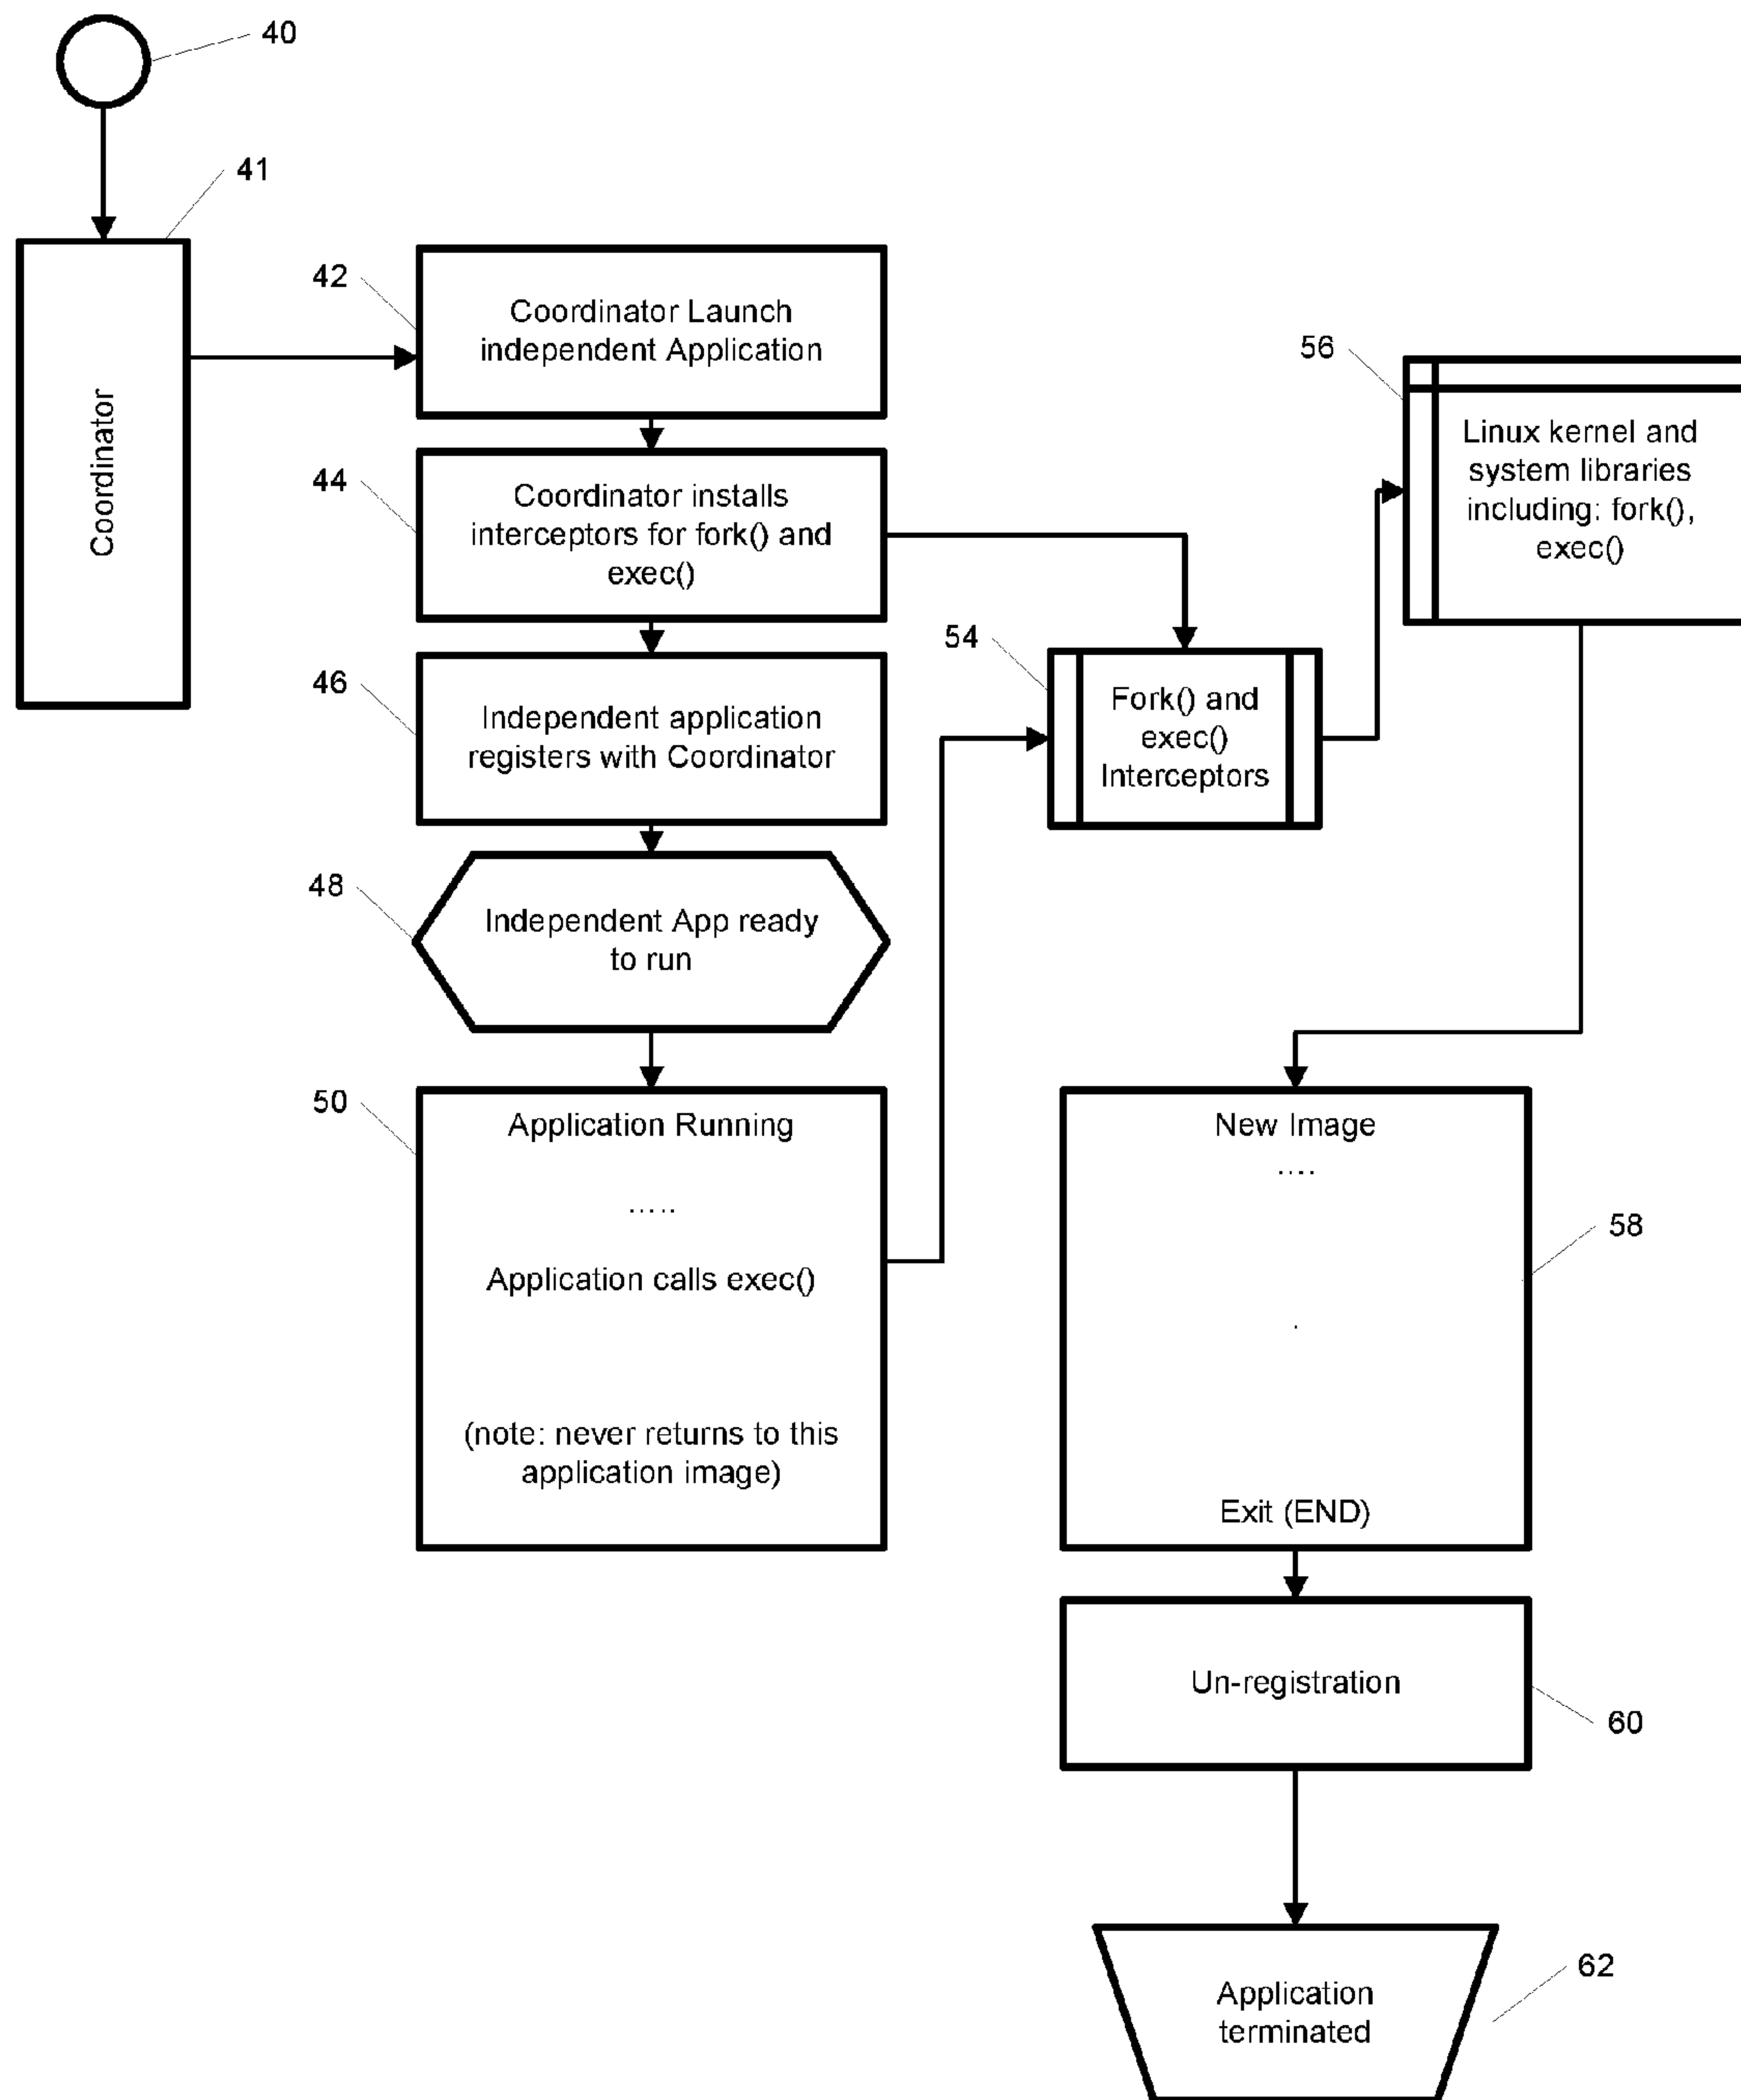 40
41
Coordinator
42
Coordinator Launch
independent Application
44
Coordinator installs
interceptors for fork() and
exec()
46
Independent application
registers with Coordinator
48
Independent App ready
to run
50
Application Running
.....
Application calls exec()
(note: never returns to this
application image)
54
Fork() and
exec()
Interceptors
56
Linux kernel and
system libraries
including: fork(),
exec()
58
New Image
....
.
Exit (END)
60
Un-registration
62
Application
terminated